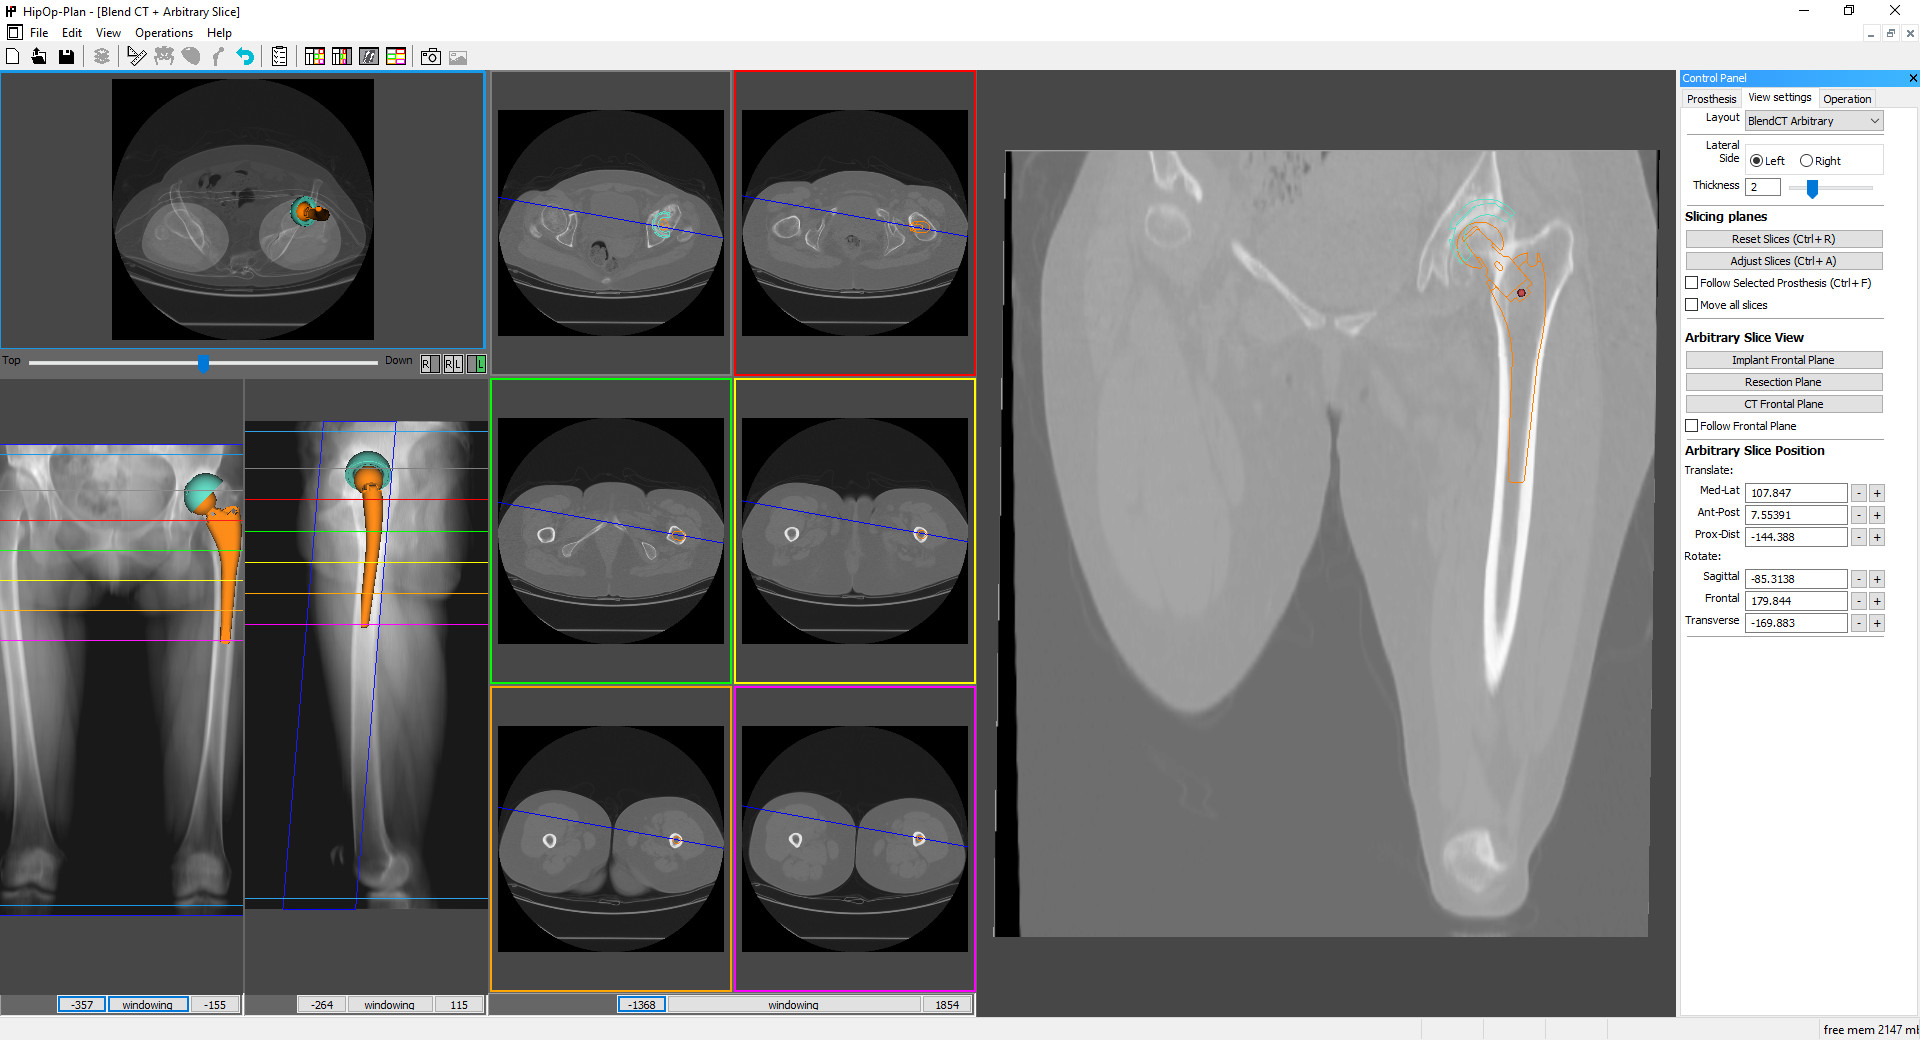 HipOp-Plan - [Blend CT + Arbitrary Slice]
File Edit View Operations Help
Top Down R RL L
-357 windowing -155
-264 windowing 115
-1368 windowing 1854
Control Panel
Prosthesis View settings Operation
Layout BlendCT Arbitrary
Lateral Side Left Right
Thickness 2
Slicing planes
Reset Slices (Ctrl+R)
Adjust Slices (Ctrl+A)
Follow Selected Prosthesis (Ctrl+F)
Move all slices
Arbitrary Slice View
Implant Frontal Plane
Resection Plane
CT Frontal Plane
Follow Frontal Plane
Arbitrary Slice Position
Translate:
Med-Lat 107.847 - +
Ant-Post 7.55391 - +
Prox-Dist -144.388 - +
Rotate:
Sagittal -85.3138 - +
Frontal 179.844 - +
Transverse -169.883 - +
free mem 2147 mb